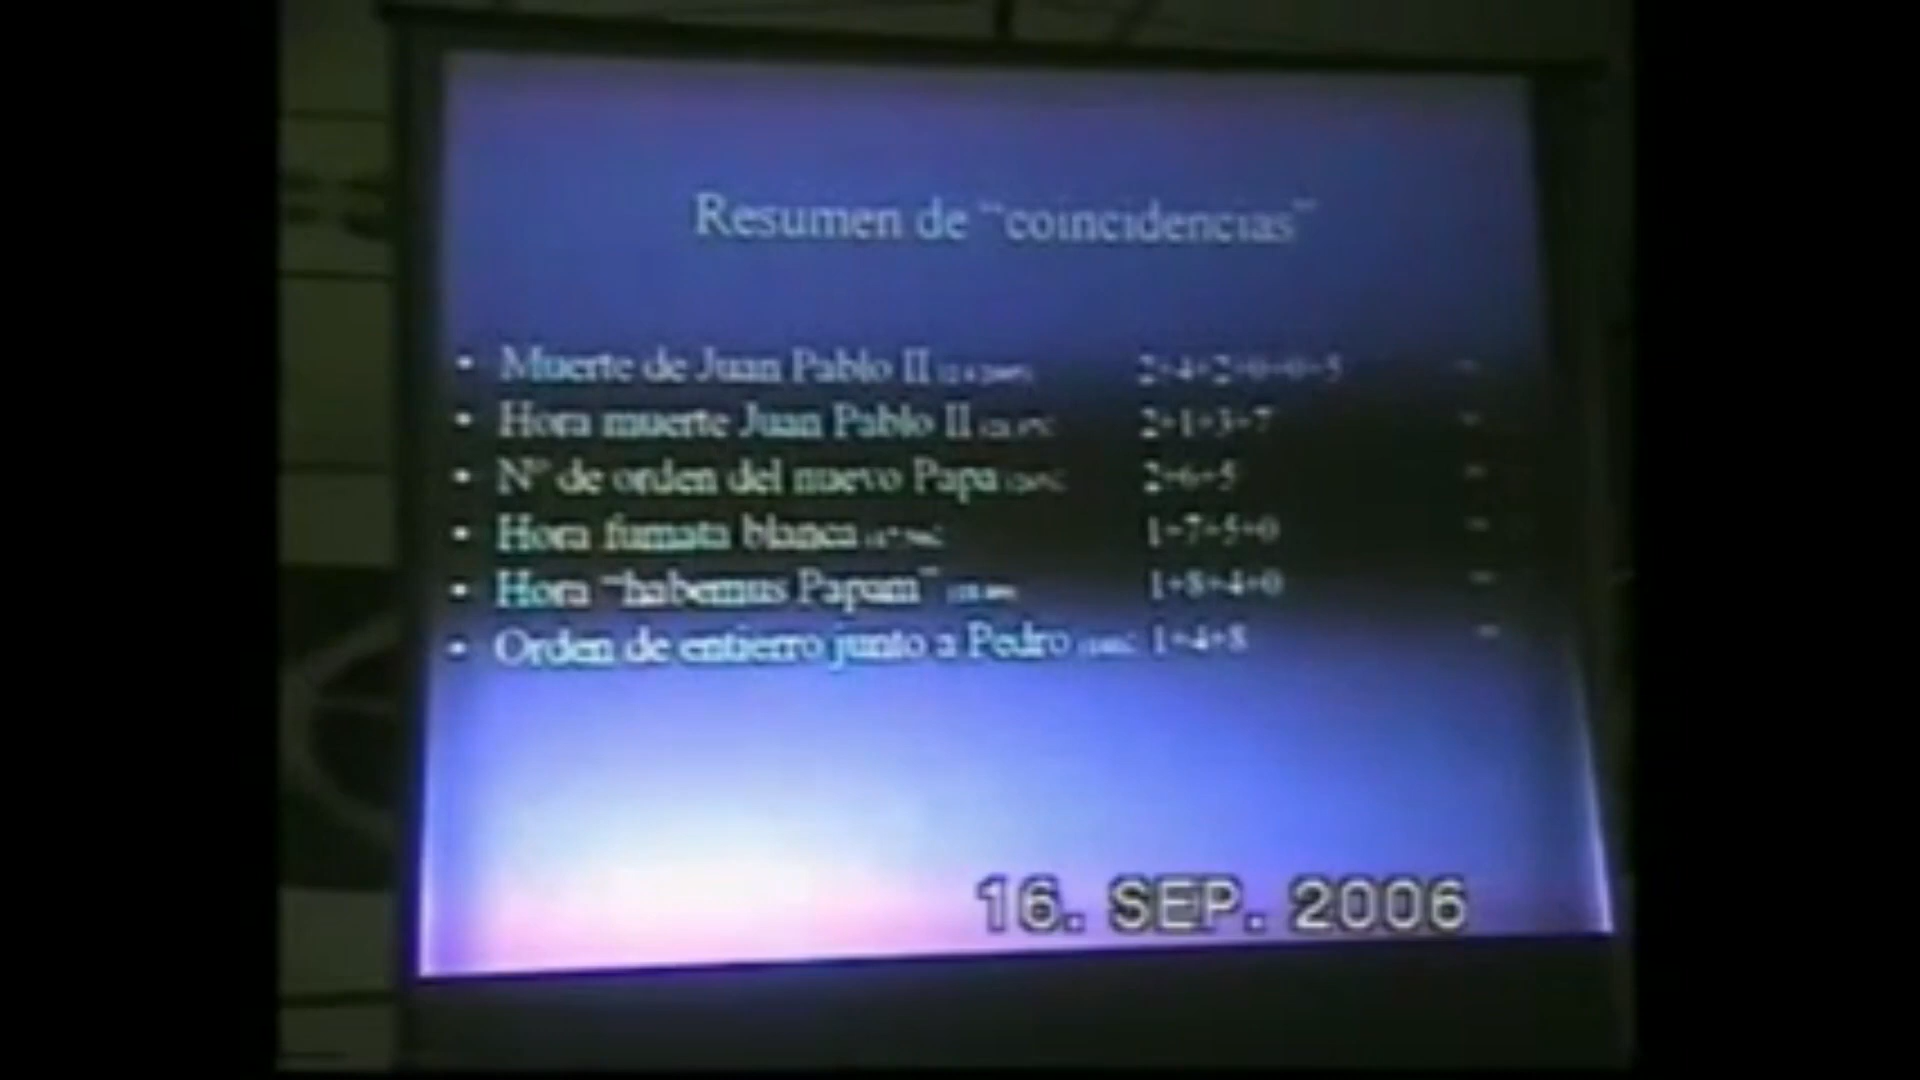 Resumen de “coincidencias”
• Muerte de Juan Pablo II 2+4+2+0+0+5
• Hora muerte Juan Pablo II 2+1+3+7
• Nº de orden del nuevo Papa 2+6+5
• Hora fumata blanca 1+7+5+0
• Hora “habemus Papam” 1+8+4+0
• Orden de entierro junto a Pedro 1+4+8
16. SEP. 2006